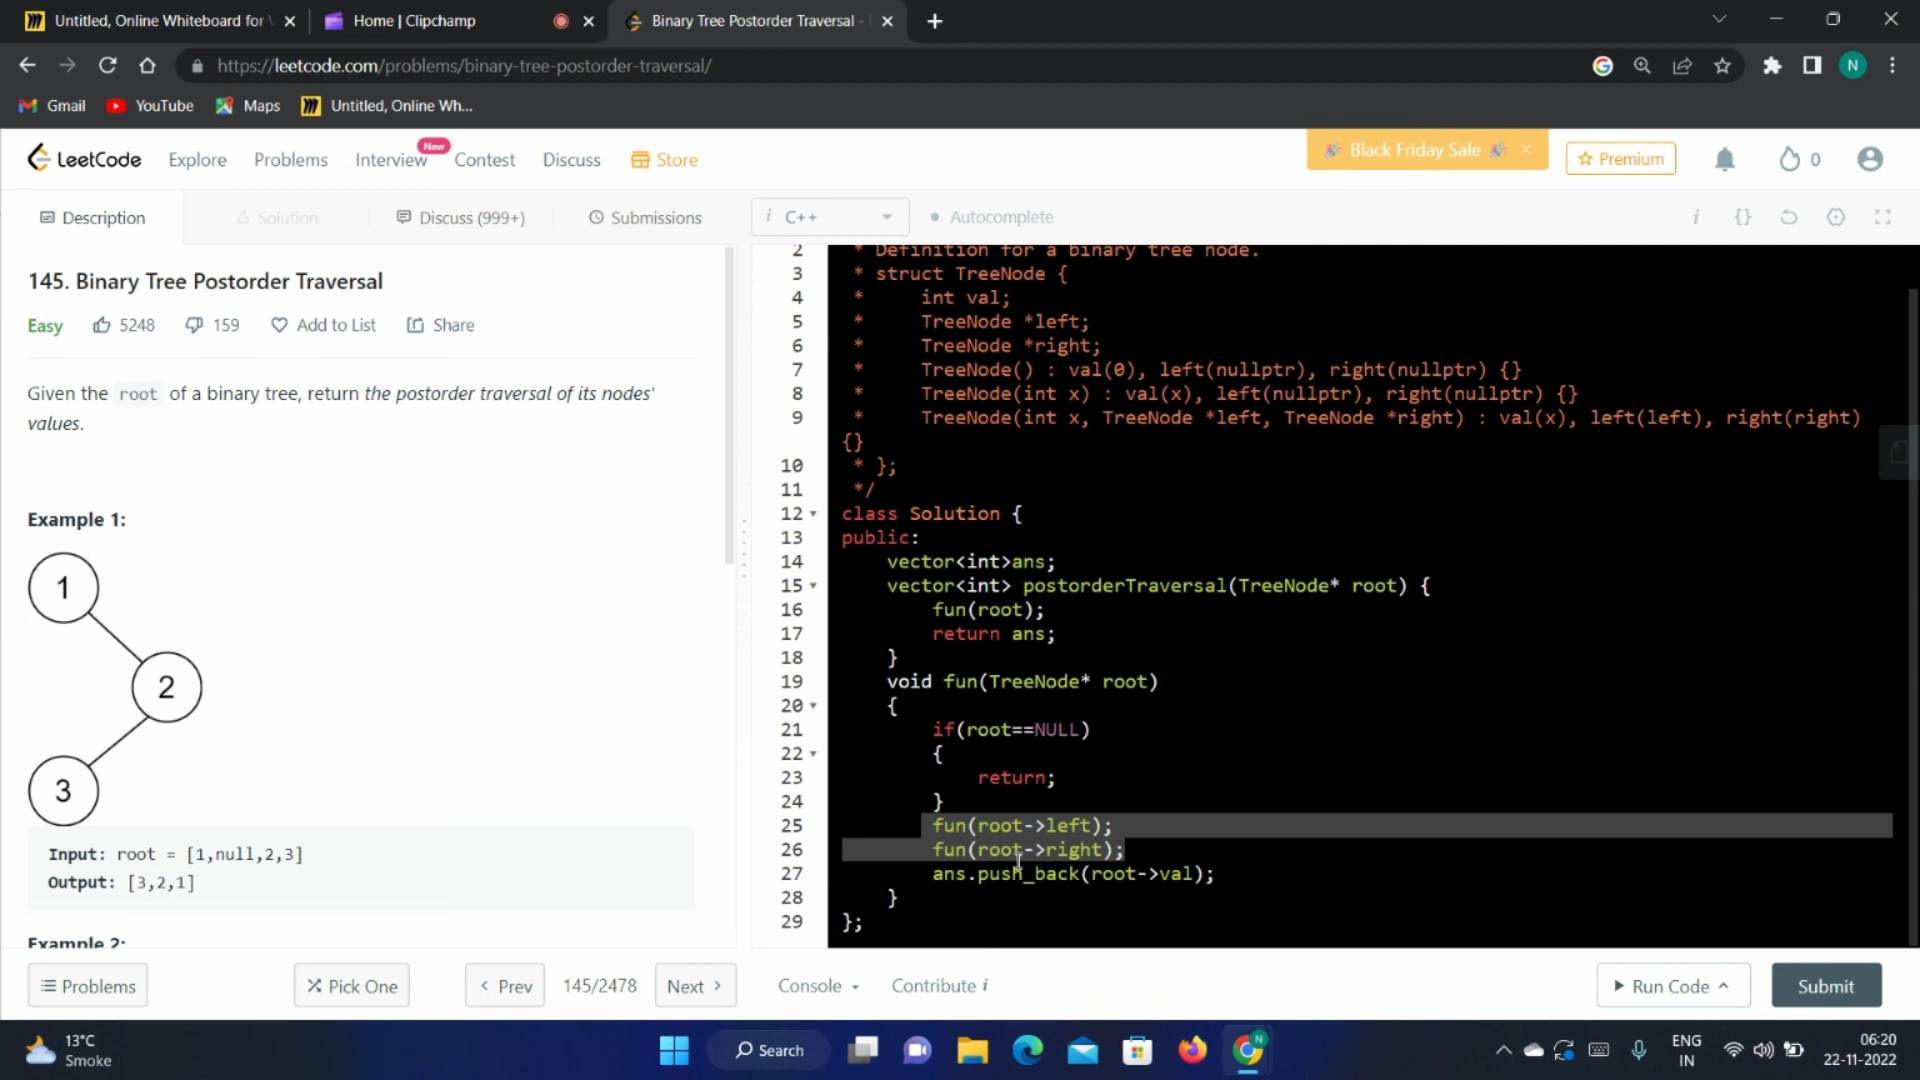 Untitled, Online Whiteboard for V
Home | Clipchamp
Binary Tree Postorder Traversal -
https://leetcode.com/problems/binary-tree-postorder-traversal/
N
Gmail
YouTube
Maps
Untitled, Online Wh...
LeetCode
Explore
Problems
Interview
New
Contest
Discuss
Store
Black Friday Sale
Premium
0
Description
Solution
Discuss (999+)
Submissions
i C++
Autocomplete
145. Binary Tree Postorder Traversal
Easy
5248
159
Add to List
Share
Given the root of a binary tree, return the postorder traversal of its nodes'
values.
Example 1:
1
2
3
Input: root = [1,null,2,3]
Output: [3,2,1]
Example 2:
2 * Definition for a binary tree node.
3 * struct TreeNode {
4 * int val;
5 * TreeNode *left;
6 * TreeNode *right;
7 * TreeNode() : val(0), left(nullptr), right(nullptr) {}
8 * TreeNode(int x) : val(x), left(nullptr), right(nullptr) {}
9 * TreeNode(int x, TreeNode *left, TreeNode *right) : val(x), left(left), right(right)
{}
10 * };
11 */
12 class Solution {
13 public:
14 vector<int>ans;
15 vector<int> postorderTraversal(TreeNode* root) {
16 fun(root);
17 return ans;
18 }
19 void fun(TreeNode* root)
20 {
21 if(root==NULL)
22 {
23 return;
24 }
25 fun(root->left);
26 fun(root->right);
27 ans.push_back(root->val);
28 }
29 };
Problems
Pick One
Prev
145/2478
Next
Console
Contribute i
Run Code
Submit
13°C
Smoke
Search
ENG
IN
06:20
22-11-2022